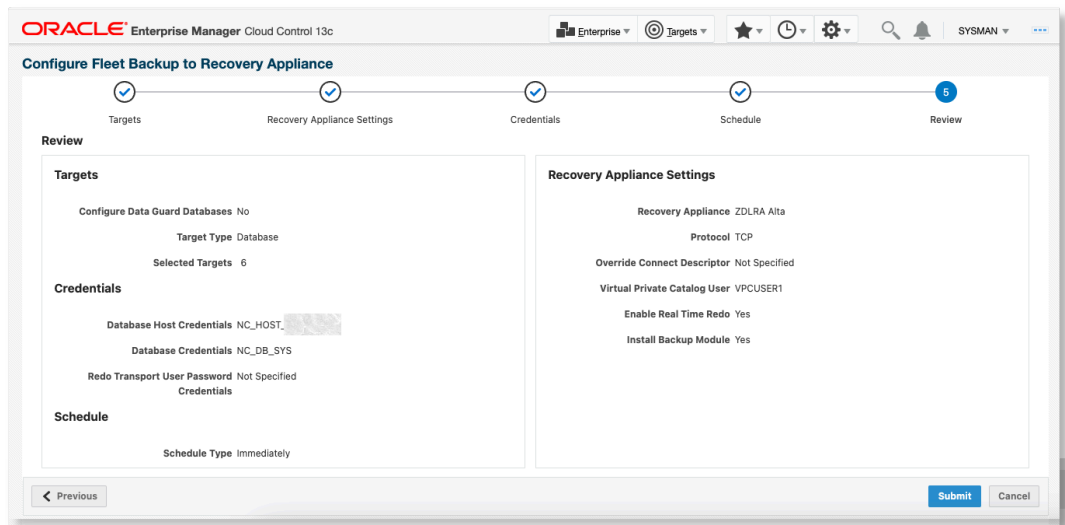 ORACLE Enterprise Manager Cloud Control 13c
Enterprise
Targets
SYSMAN
Configure Fleet Backup to Recovery Appliance
5
Targets
Recovery Appliance Settings
Credentials
Schedule
Review
Review
Targets
Configure Data Guard Databases No
Target Type Database
Selected Targets 6
Credentials
Database Host Credentials NC_HOST_
Database Credentials NC_DB_SYS
Redo Transport User Password Not Specified
Credentials
Schedule
Schedule Type Immediately
Recovery Appliance Settings
Recovery Appliance ZDLRA Alta
Protocol TCP
Override Connect Descriptor Not Specified
Virtual Private Catalog User VPCUSER1
Enable Real Time Redo Yes
Install Backup Module Yes
Previous
Submit
Cancel